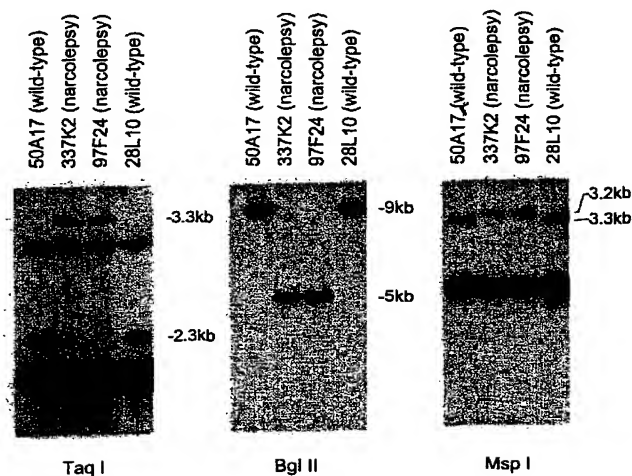 50A17 (wild-type)
337K2 (narcolepsy)
97F24 (narcolepsy)
28L10 (wild-type)
50A17 (wild-type)
337K2 (narcolepsy)
97F24 (narcolepsy)
28L10 (wild-type)
50A17 (wild-type)
337K2 (narcolepsy)
97F24 (narcolepsy)
28L10 (wild-type)
-3.3kb
-2.3kb
-9kb
-5kb
3.2kb
3.3kb
Taq I
Bgl II
Msp I